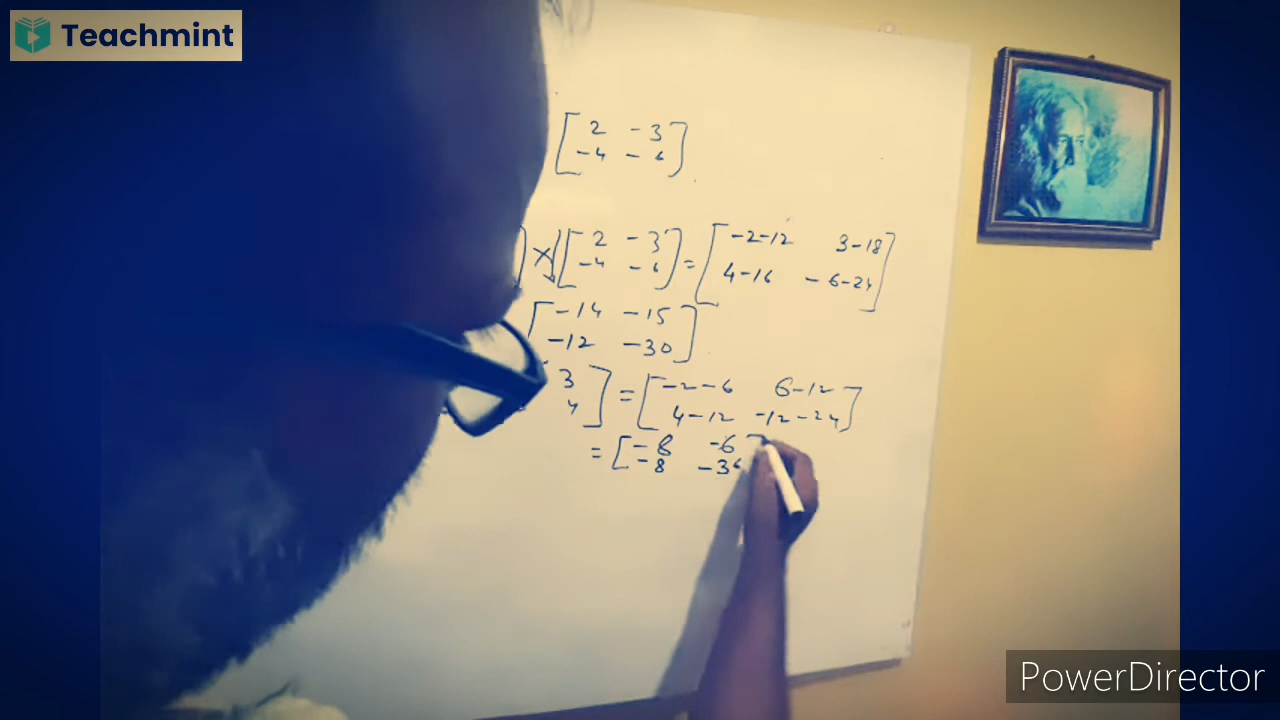 Teachmint
[ 2 -3 ]
[ -4 -6 ]
] × [ 2 -3 ] = [ -2-12 3-18 ]
[ -4 -6 ] [ 4-16 -6-24 ]
[ -14 -15 ]
[ -12 -30 ]
3 ] = [ -2-6 6-12 ]
4 ] [ 4-12 -12-24 ]
= [ -8 -6 ]
[ -8 -36
PowerDirector